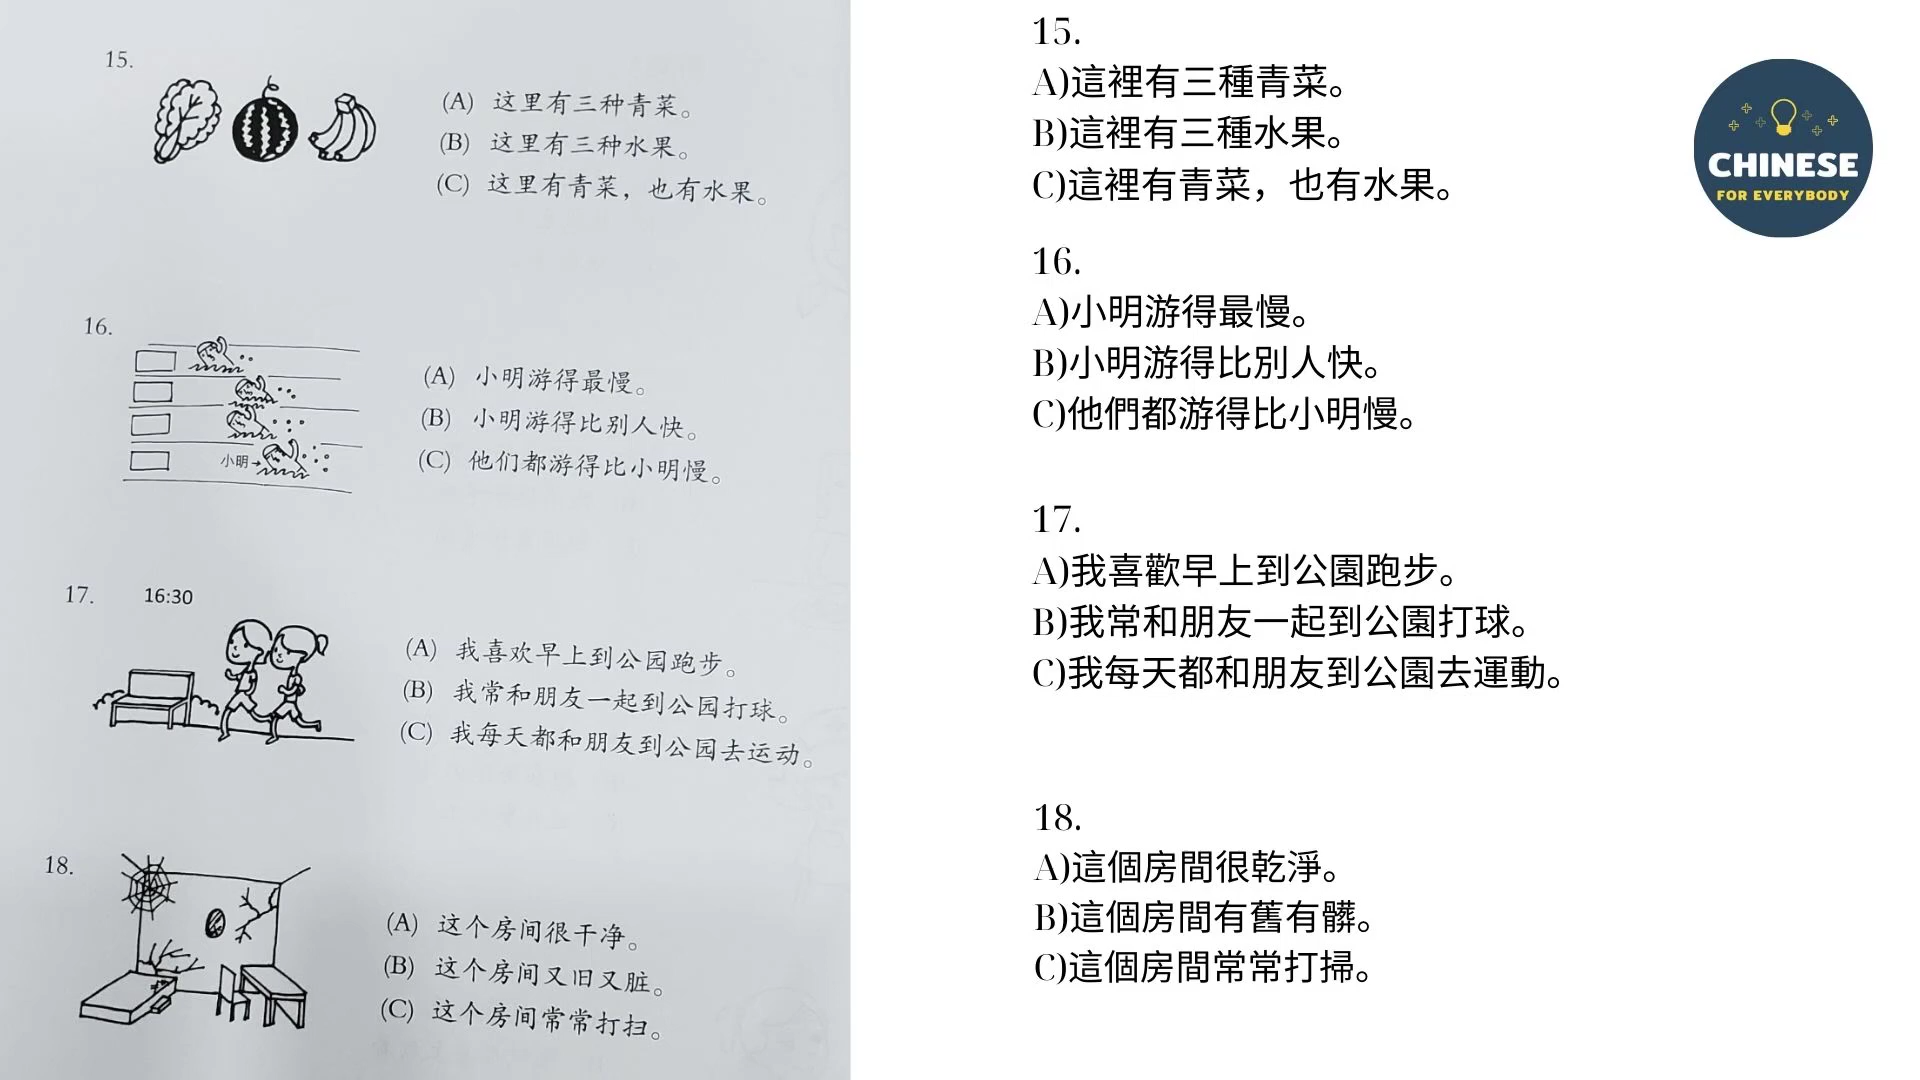 15.
(A) 这里有三种青菜。
(B) 这里有三种水果。
(C) 这里有青菜，也有水果。
16.
小明→
(A) 小明游得最慢。
(B) 小明游得比别人快。
(C) 他们都游得比小明慢。
17.
16:30
(A) 我喜欢早上到公园跑步。
(B) 我常和朋友一起到公园打球。
(C) 我每天都和朋友到公园去运动。
18.
(A) 这个房间很干净。
(B) 这个房间又旧又脏。
(C) 这个房间常常打扫。
15.
A)這裡有三種青菜。
B)這裡有三種水果。
C)這裡有青菜，也有水果。
16.
A)小明游得最慢。
B)小明游得比別人快。
C)他們都游得比小明慢。
17.
A)我喜歡早上到公園跑步。
B)我常和朋友一起到公園打球。
C)我每天都和朋友到公園去運動。
18.
A)這個房間很乾淨。
B)這個房間有舊有髒。
C)這個房間常常打掃。
CHINESE
FOR EVERYBODY